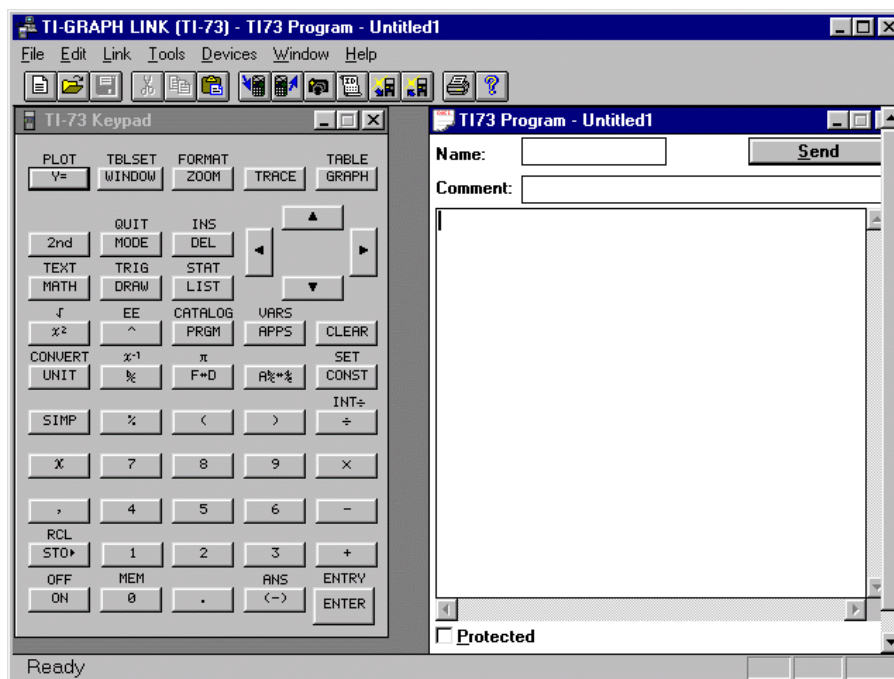 TI-GRAPH LINK (TI-73) - TI73 Program - Untitled1
File Edit Link Tools Devices Window Help
TI-73 Keypad
PLOT TBLSET FORMAT TABLE
Y= WINDOW ZOOM TRACE GRAPH
QUIT INS
2nd MODE DEL
TEXT TRIG STAT
MATH DRAW LIST
√ EE CATALOG VARS
x² ^ PRGM APPS CLEAR
CONVERT x⁻¹ π SET
UNIT b/c F↔D A b/c↔d/e CONST
INT÷
SIMP % ( ) ÷
x 7 8 9 ×
, 4 5 6 -
RCL
STO▸ 1 2 3 +
OFF MEM ANS ENTRY
ON 0 . (-) ENTER
TI73 Program - Untitled1
Name: Send
Comment:
Protected
Ready